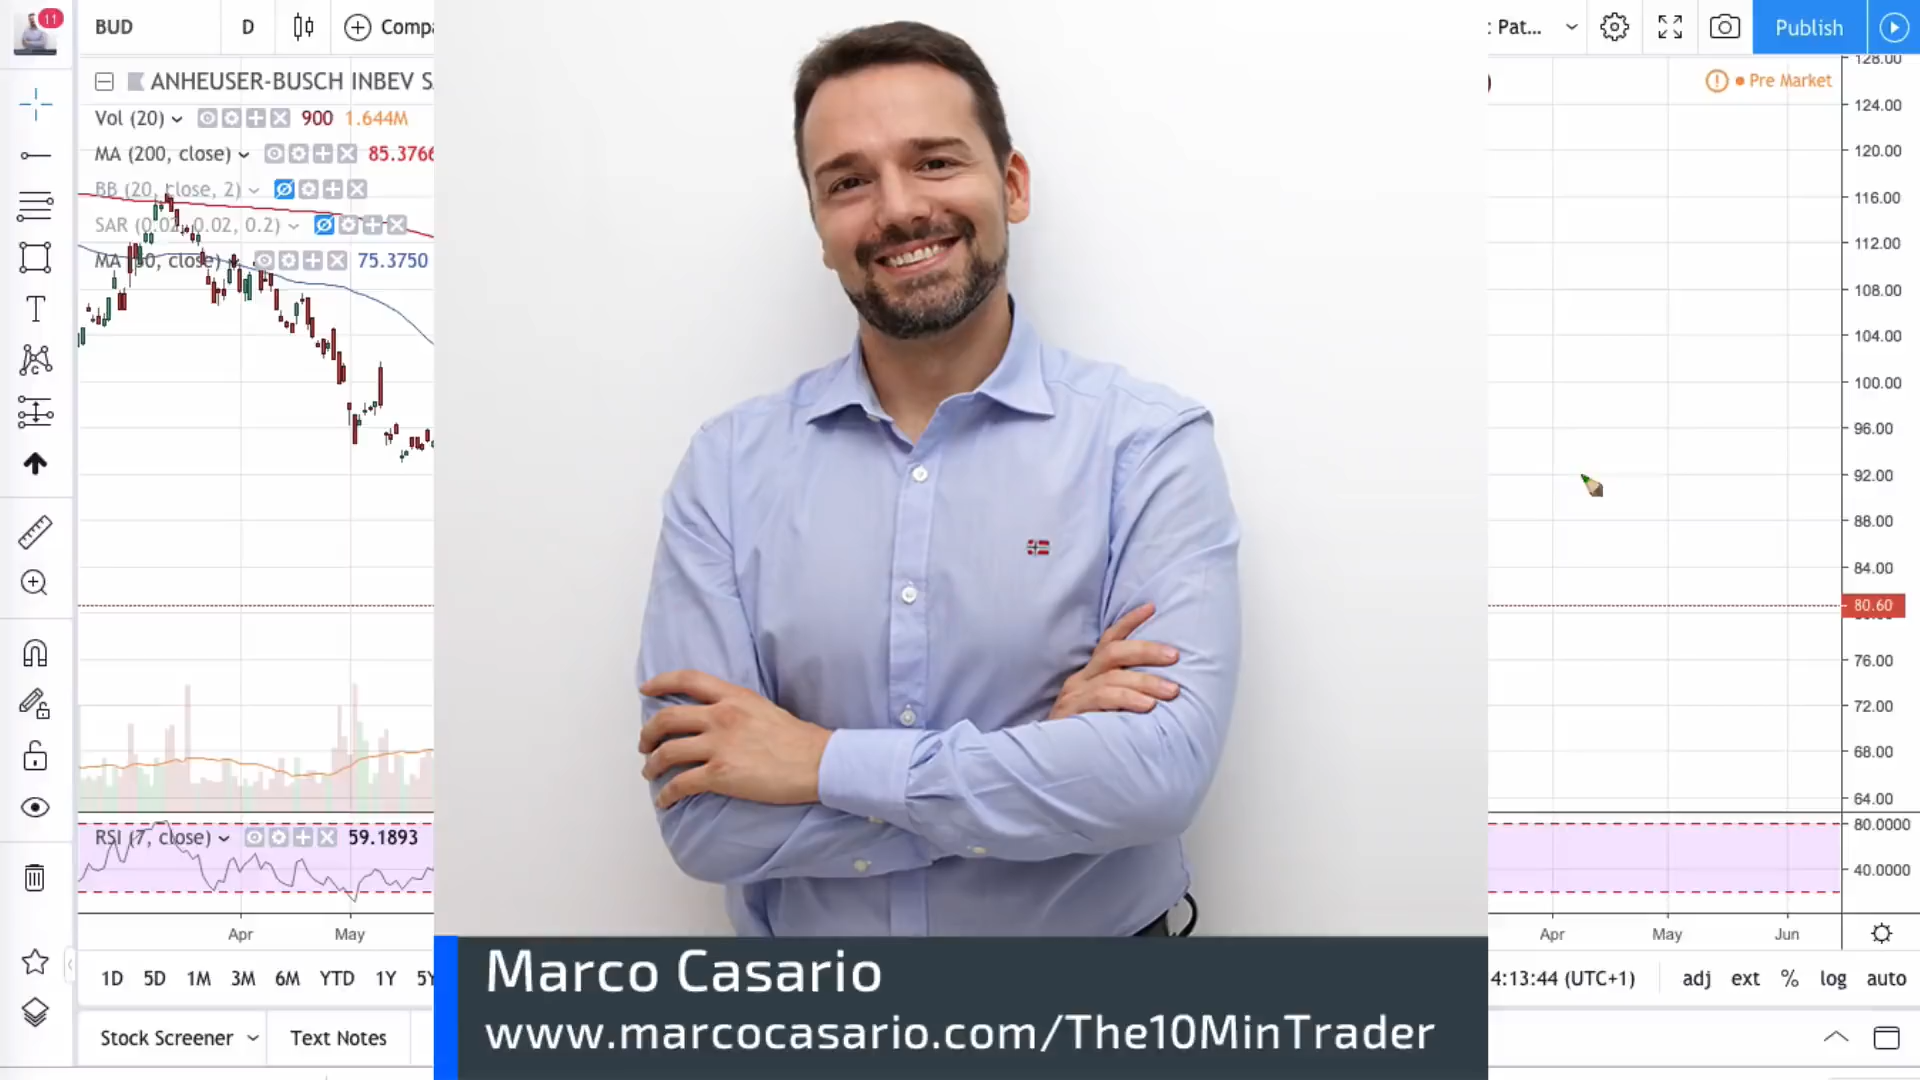 11
BUD
D
Compa
: Pat...
Publish
ANHEUSER-BUSCH INBEV S
Pre Market
Vol (20) 900 1.644M
MA (200, close) 85.3766
BB (20, close, 2)
SAR (0.02, 0.02, 0.2)
MA (50, close) 75.3750
128.00
124.00
120.00
116.00
112.00
108.00
104.00
100.00
96.00
92.00
88.00
84.00
80.60
76.00
72.00
68.00
64.00
RSI (7, close) 59.1893
80.0000
40.0000
Apr May
Apr May Jun
1D 5D 1M 3M 6M YTD 1Y 5Y
4:13:44 (UTC+1) adj ext % log auto
Stock Screener Text Notes
Marco Casario
www.marcocasario.com/The10MinTrader